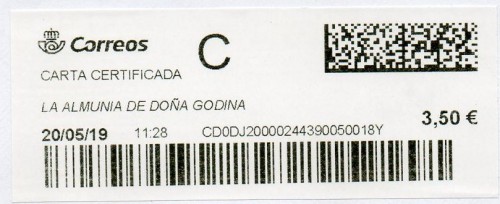 Correos C
CARTA CERTIFICADA
LA ALMUNIA DE DOÑA GODINA
3,50 €
20/05/19 11:28 CD0DJ20000244390050018Y